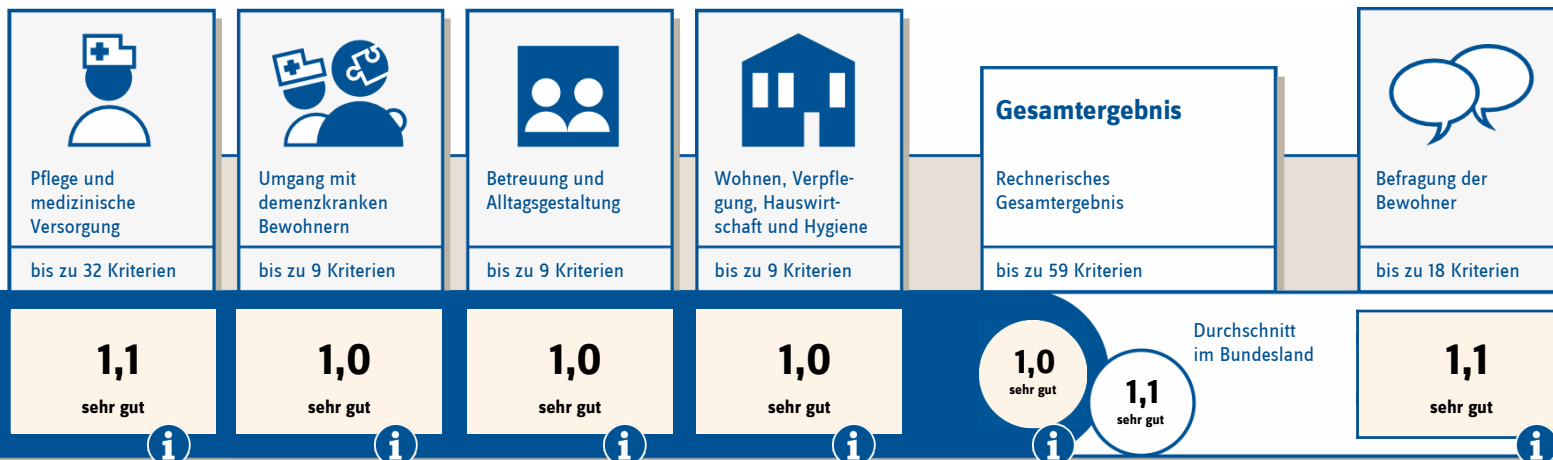 Pflege und
medizinische
Versorgung
bis zu 32 Kriterien
1,1
sehr gut
Umgang mit
demenzkranken
Bewohnern
bis zu 9 Kriterien
1,0
sehr gut
Betreuung und
Alltagsgestaltung
bis zu 9 Kriterien
1,0
sehr gut
Wohnen, Verpfle-
gung, Hauswirt-
schaft und Hygiene
bis zu 9 Kriterien
1,0
sehr gut
Gesamtergebnis
Rechnerisches
Gesamtergebnis
bis zu 59 Kriterien
1,0
sehr gut
1,1
sehr gut
Durchschnitt
im Bundesland
Befragung der
Bewohner
bis zu 18 Kriterien
1,1
sehr gut